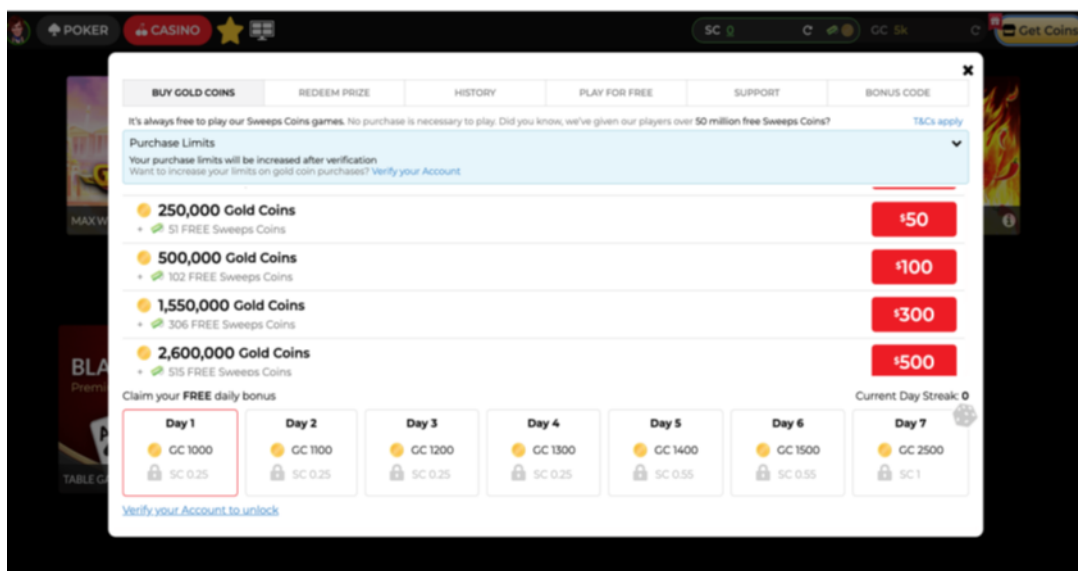 POKER
CASINO
SC 0
GC 5k
Get Coins
BUY GOLD COINS
REDEEM PRIZE
HISTORY
PLAY FOR FREE
SUPPORT
BONUS CODE
It's always free to play our Sweeps Coins games. No purchase is necessary to play. Did you know, we've given our players over 50 million free Sweeps Coins?
T&Cs apply
Purchase Limits
Your purchase limits will be increased after verification
Want to increase your limits on gold coin purchases? Verify your Account
250,000 Gold Coins
+ 51 FREE Sweeps Coins
$50
500,000 Gold Coins
+ 102 FREE Sweeps Coins
$100
1,550,000 Gold Coins
+ 306 FREE Sweeps Coins
$300
2,600,000 Gold Coins
+ 515 FREE Sweeps Coins
$500
MAX W
BLA
Premi
A
TABLE GA
Claim your FREE daily bonus
Current Day Streak: 0
Day 1
GC 1000
SC 0.25
Day 2
GC 1100
SC 0.25
Day 3
GC 1200
SC 0.25
Day 4
GC 1300
SC 0.25
Day 5
GC 1400
SC 0.55
Day 6
GC 1500
SC 0.55
Day 7
GC 2500
SC 1
Verify your Account to unlock